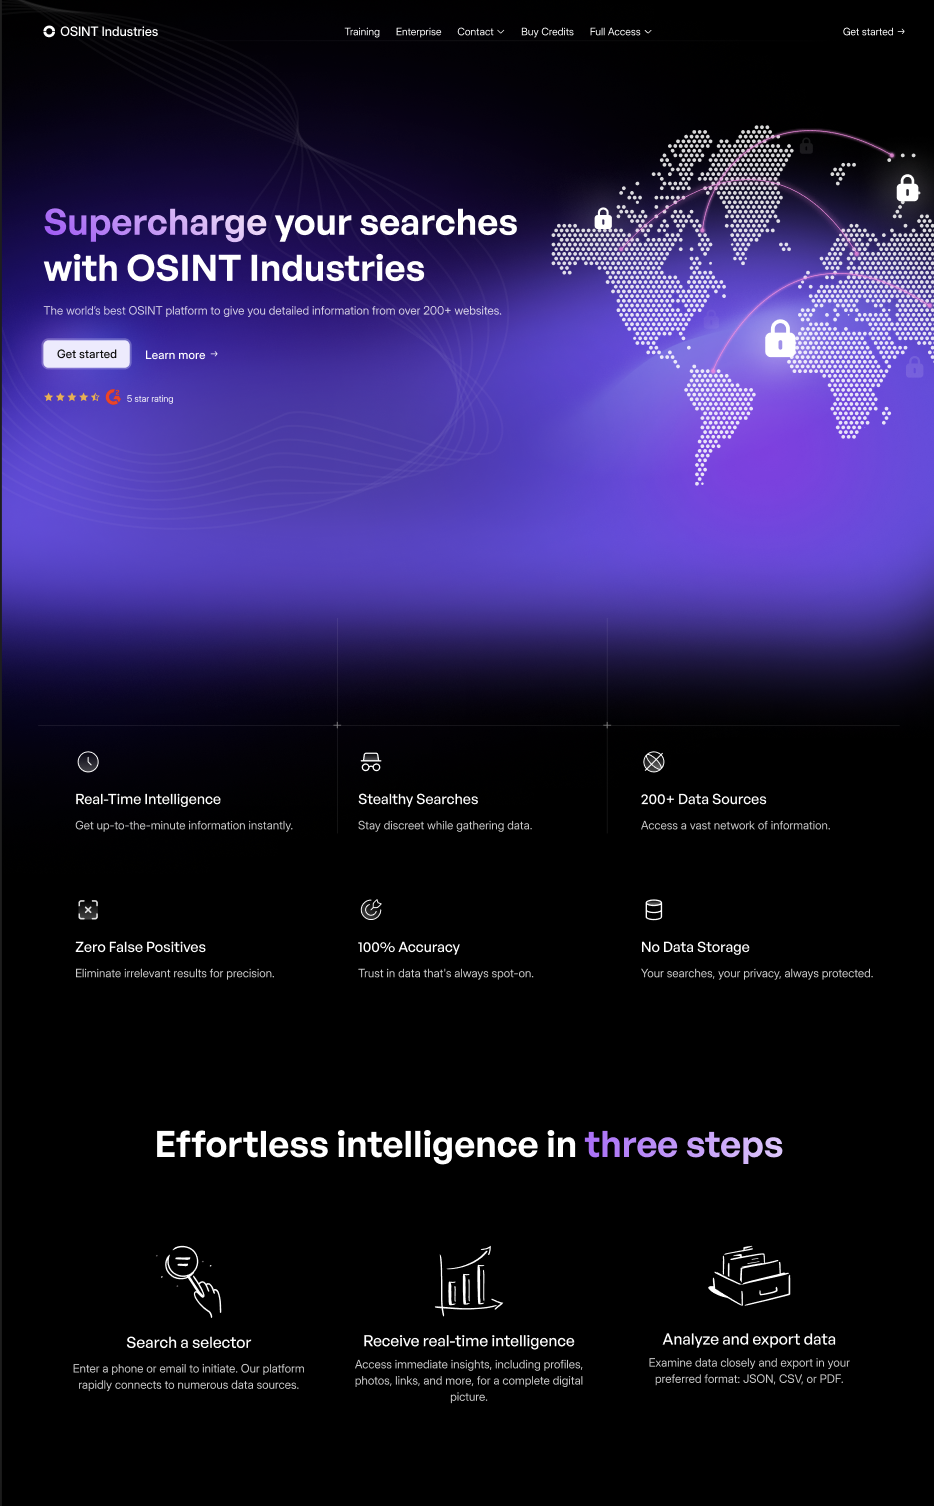 OSINT Industries
Training Enterprise Contact Buy Credits Full Access
Get started →
Supercharge your searches
with OSINT Industries
The world's best OSINT platform to give you detailed information from over 200+ websites.
Get started
Learn more →
5 star rating
Real-Time Intelligence
Get up-to-the-minute information instantly.
Stealthy Searches
Stay discreet while gathering data.
200+ Data Sources
Access a vast network of information.
Zero False Positives
Eliminate irrelevant results for precision.
100% Accuracy
Trust in data that's always spot-on.
No Data Storage
Your searches, your privacy, always protected.
Effortless intelligence in three steps
Search a selector
Enter a phone or email to initiate. Our platform
rapidly connects to numerous data sources.
Receive real-time intelligence
Access immediate insights, including profiles,
photos, links, and more, for a complete digital
picture.
Analyze and export data
Examine data closely and export in your
preferred format: JSON, CSV, or PDF.